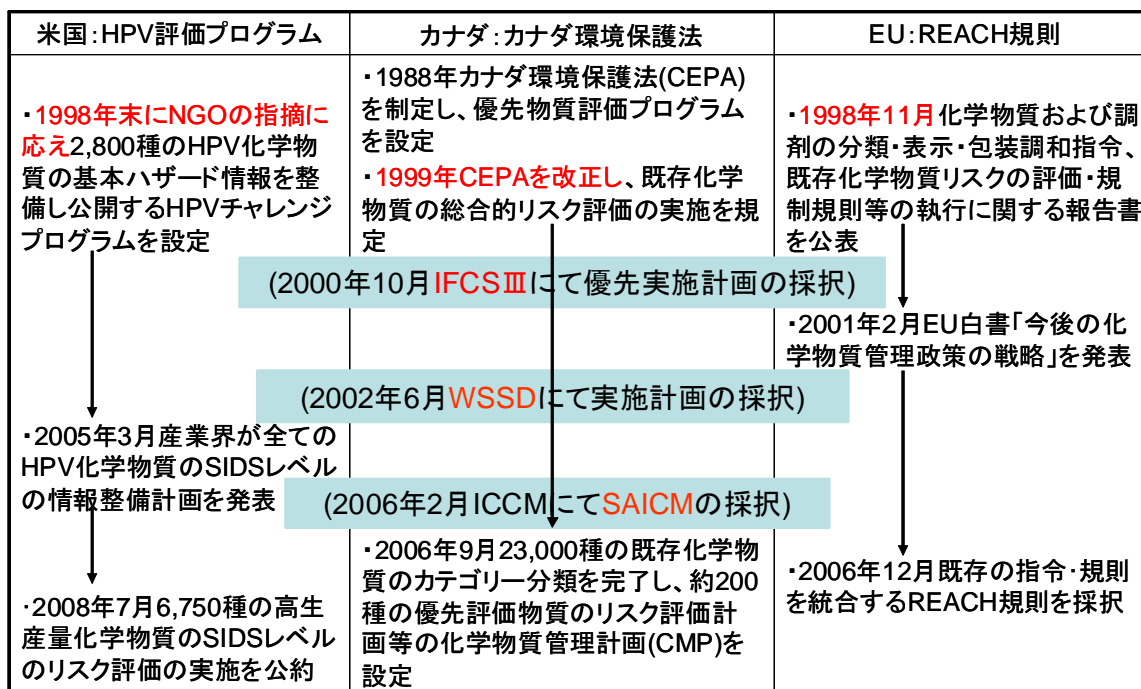 米国:HPV評価プログラム
・1998年末にNGOの指摘に
応え2,800種のHPV化学物
質の基本ハザード情報を整
備し公開するHPVチャレンジ
プログラムを設定
・2005年3月産業界が全ての
HPV化学物質のSIDSレベル
の情報整備計画を発表
・2008年7月6,750種の高生
産量化学物質のSIDSレベル
のリスク評価の実施を公約
カナダ:カナダ環境保護法
・1988年カナダ環境保護法(CEPA)
を制定し、優先物質評価プログラム
を設定
・1999年CEPAを改正し、既存化学
物質の総合的リスク評価の実施を規
定
(2000年10月IFCSⅢにて優先実施計画の採択)
(2002年6月WSSDにて実施計画の採択)
(2006年2月ICCMにてSAICMの採択)
・2006年9月23,000種の既存化学物
質のカテゴリー分類を完了し、約200
種の優先評価物質のリスク評価計
画等の化学物質管理計画(CMP)を
設定
EU:REACH規則
・1998年11月化学物質および調
剤の分類・表示・包装調和指令、
既存化学物質リスクの評価・規
制規則等の執行に関する報告書
を公表
・2001年2月EU白書「今後の化
学物質管理政策の戦略」を発表
・2006年12月既存の指令・規則
を統合するREACH規則を採択